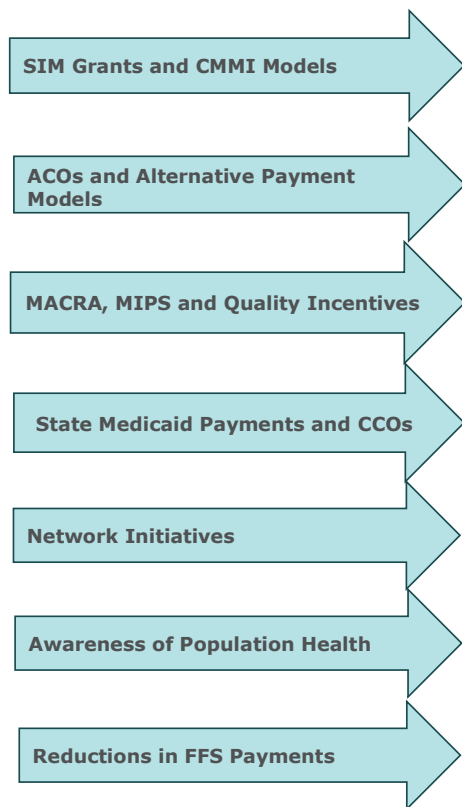 SIM Grants and CMMI Models
ACOs and Alternative Payment
Models
MACRA, MIPS and Quality Incentives
State Medicaid Payments and CCOs
Network Initiatives
Awareness of Population Health
Reductions in FFS Payments